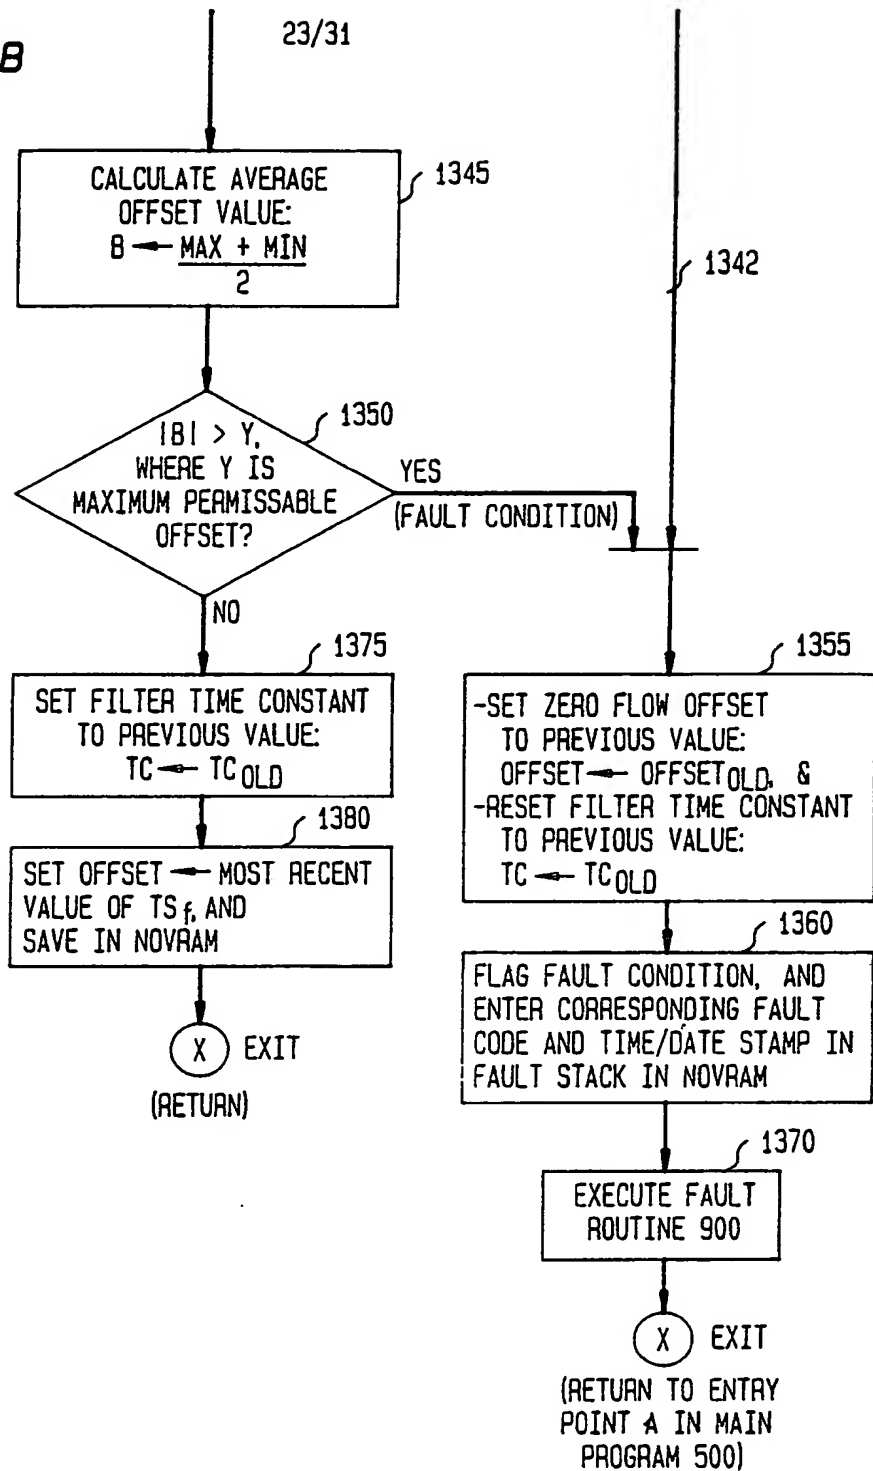 B
23/31
CALCULATE AVERAGE
OFFSET VALUE:
B ← MAX + MIN
2
1345
1342
|B| > Y,
WHERE Y IS
MAXIMUM PERMISSABLE
OFFSET?
1350
YES
(FAULT CONDITION)
NO
1375
SET FILTER TIME CONSTANT
TO PREVIOUS VALUE:
TC ← TC OLD
1380
SET OFFSET ← MOST RECENT
VALUE OF TS f, AND
SAVE IN NOVRAM
X EXIT
(RETURN)
1355
-SET ZERO FLOW OFFSET
TO PREVIOUS VALUE:
OFFSET ← OFFSET OLD, &
-RESET FILTER TIME CONSTANT
TO PREVIOUS VALUE:
TC ← TC OLD
1360
FLAG FAULT CONDITION, AND
ENTER CORRESPONDING FAULT
CODE AND TIME/DATE STAMP IN
FAULT STACK IN NOVRAM
1370
EXECUTE FAULT
ROUTINE 900
X EXIT
(RETURN TO ENTRY
POINT A IN MAIN
PROGRAM 500)